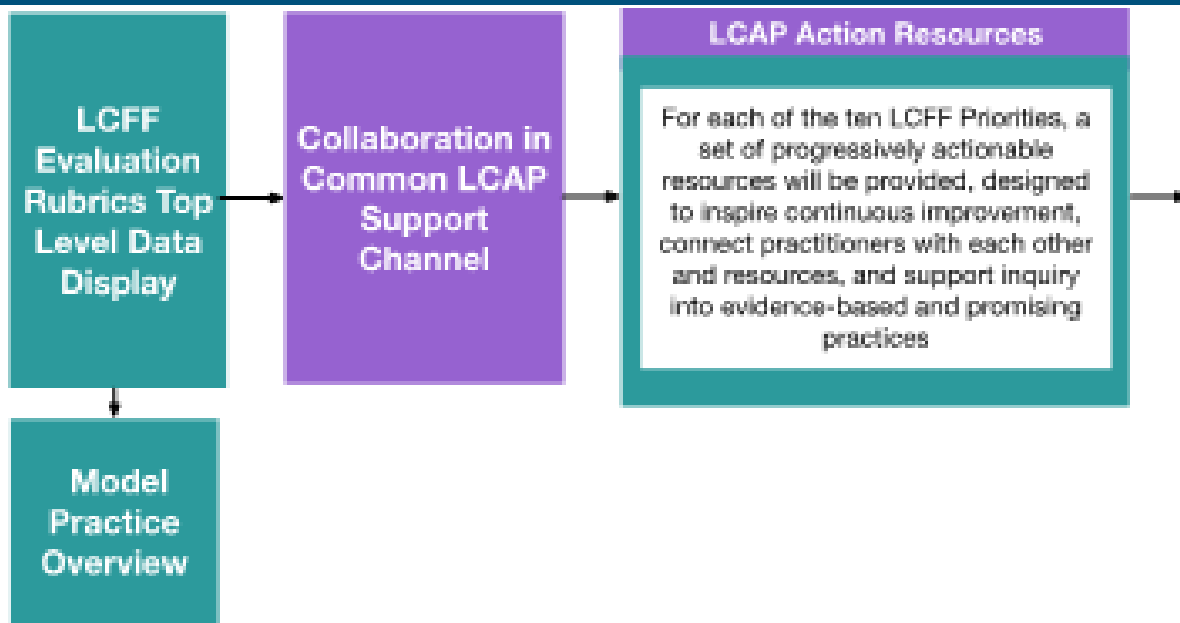 LCFF
Evaluation
Rubrics Top
Level Data
Display
Collaboration in
Common LCAP
Support
Channel
LCAP Action Resources
For each of the ten LCFF Priorities, a
set of progressively actionable
resources will be provided, designed
to inspire continuous improvement,
connect practitioners with each other
and resources, and support inquiry
into evidence-based and promising
practices
Model
Practice
Overview